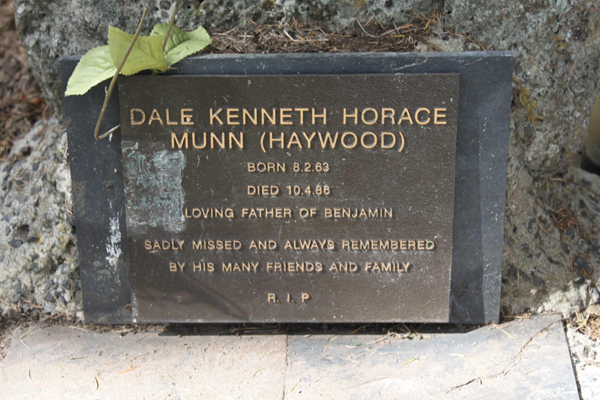 DALE KENNETH HORACE
MUNN (HAYWOOD)
BORN 8.2.63
DIED 10.4.88
LOVING FATHER OF BENJAMIN
SADLY MISSED AND ALWAYS REMEMBERED
BY HIS MANY FRIENDS AND FAMILY
R. I. P